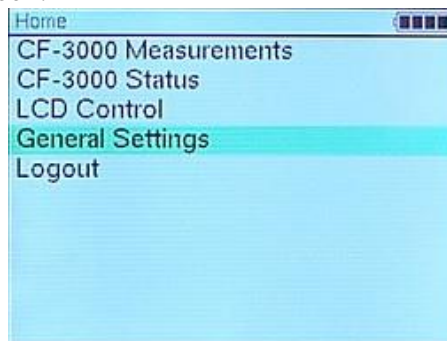 Home
CF-3000 Measurements
CF-3000 Status
LCD Control
General Settings
Logout